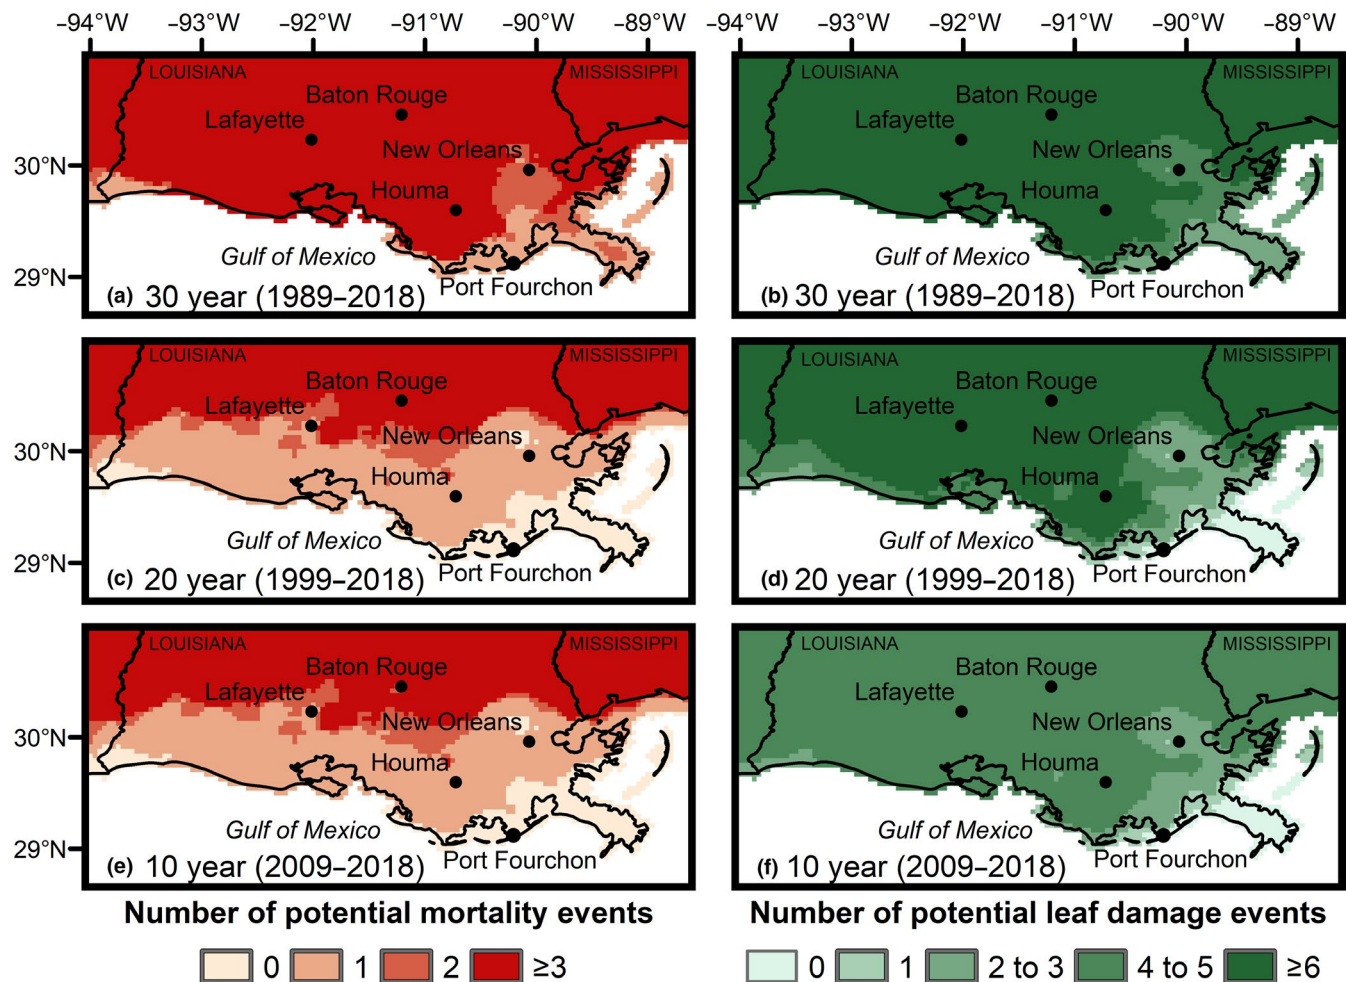 −94°W −93°W −92°W −91°W −90°W −89°W
−94°W −93°W −92°W −91°W −90°W −89°W
LOUISIANA
MISSISSIPPI
Baton Rouge
Lafayette
New Orleans
30°N
Houma
Gulf of Mexico
29°N
Port Fourchon
(a) 30 year (1989–2018)
LOUISIANA
MISSISSIPPI
Baton Rouge
Lafayette
New Orleans
Houma
Gulf of Mexico
Port Fourchon
(b) 30 year (1989–2018)
LOUISIANA
MISSISSIPPI
Baton Rouge
Lafayette
New Orleans
30°N
Houma
Gulf of Mexico
29°N
Port Fourchon
(c) 20 year (1999–2018)
LOUISIANA
MISSISSIPPI
Baton Rouge
Lafayette
New Orleans
Houma
Gulf of Mexico
Port Fourchon
(d) 20 year (1999–2018)
LOUISIANA
MISSISSIPPI
Baton Rouge
Lafayette
New Orleans
30°N
Houma
Gulf of Mexico
29°N
Port Fourchon
(e) 10 year (2009–2018)
LOUISIANA
MISSISSIPPI
Baton Rouge
Lafayette
New Orleans
Houma
Gulf of Mexico
Port Fourchon
(f) 10 year (2009–2018)
Number of potential mortality events
0 1 2 ≥3
Number of potential leaf damage events
0 1 2 to 3 4 to 5 ≥6